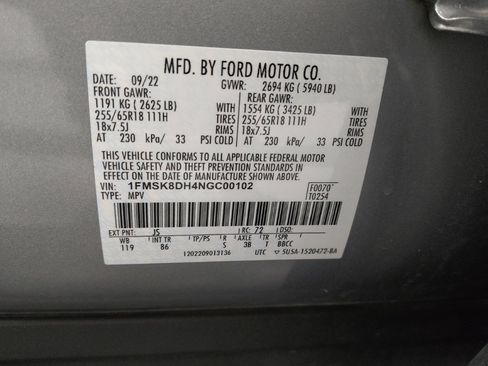 MFD. BY FORD MOTOR CO.
DATE: 09/22 GVWR: 2694 KG ( 5940 LB)
FRONT GAWR: REAR GAWR:
1191 KG (2625 LB) 1554 KG ( 3425 LB)
255/65R18 111H TIRES 255/65R18 111H TIRES
18x7.5J RIMS 18x7.5J RIMS
AT 230 kPa/ 33 PSI COLD AT 230 kPa/ 33 PSI COLD
THIS VEHICLE CONFORMS TO ALL APPLICABLE FEDERAL MOTOR
VEHICLE SAFETY AND THEFT PREVENTION STANDARDS IN
EFFECT ON THE DATE OF MANUFACTURE SHOWN ABOVE.
VIN: 1FMSK8DH4NGC00102 F0070
TYPE: MPV T0254
EXT PNT: JS RC: 72 DSO:
WB INT TR TP/PS R AXLE TR SPR
119 86 S 3B T BBCC
1202209013136 UTC 5U5A-1520472-BA